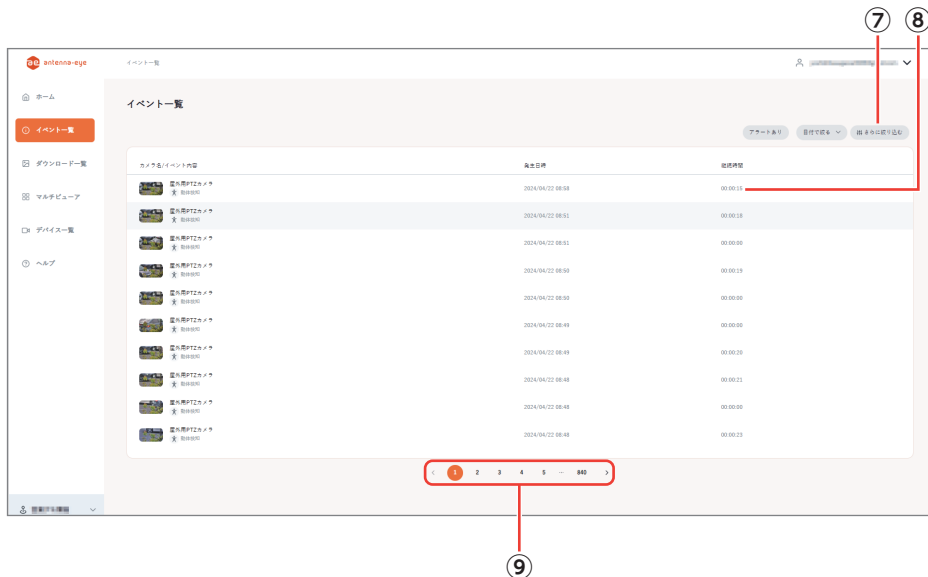 ⑦ ⑧
ae antenna-eye イベント一覧
ホーム
イベント一覧
イベント一覧
アラートあり 日付で絞る さらに絞り込む
ダウンロード一覧
カメラ名/イベント内容 発生日時 継続時間
マルチビューア
屋外用PTZカメラ
動体検知 2024/04/22 08:58 00:00:15
屋外用PTZカメラ
動体検知 2024/04/22 08:51 00:00:18
デバイス一覧
屋外用PTZカメラ
動体検知 2024/04/22 08:51 00:00:00
ヘルプ
屋外用PTZカメラ
動体検知 2024/04/22 08:50 00:00:19
屋外用PTZカメラ
動体検知 2024/04/22 08:50 00:00:00
屋外用PTZカメラ
動体検知 2024/04/22 08:49 00:00:00
屋外用PTZカメラ
動体検知 2024/04/22 08:49 00:00:20
屋外用PTZカメラ
動体検知 2024/04/22 08:48 00:00:21
屋外用PTZカメラ
動体検知 2024/04/22 08:48 00:00:00
屋外用PTZカメラ
動体検知 2024/04/22 08:48 00:00:23
‹ 1 2 3 4 5 … 840 ›
⑨